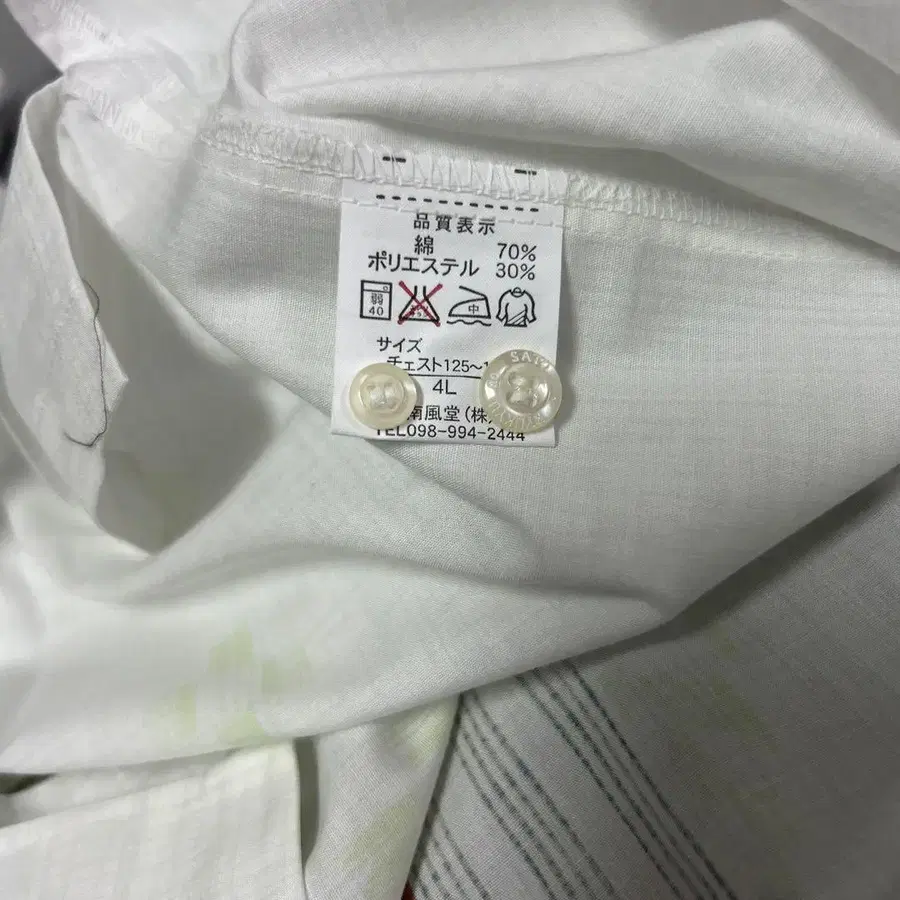 品質表示
綿 70%
ポリエステル 30%
弱
40
中
サイズ
チェスト125~1
4L
南風堂(株)
TEL098-994-2444
SAT